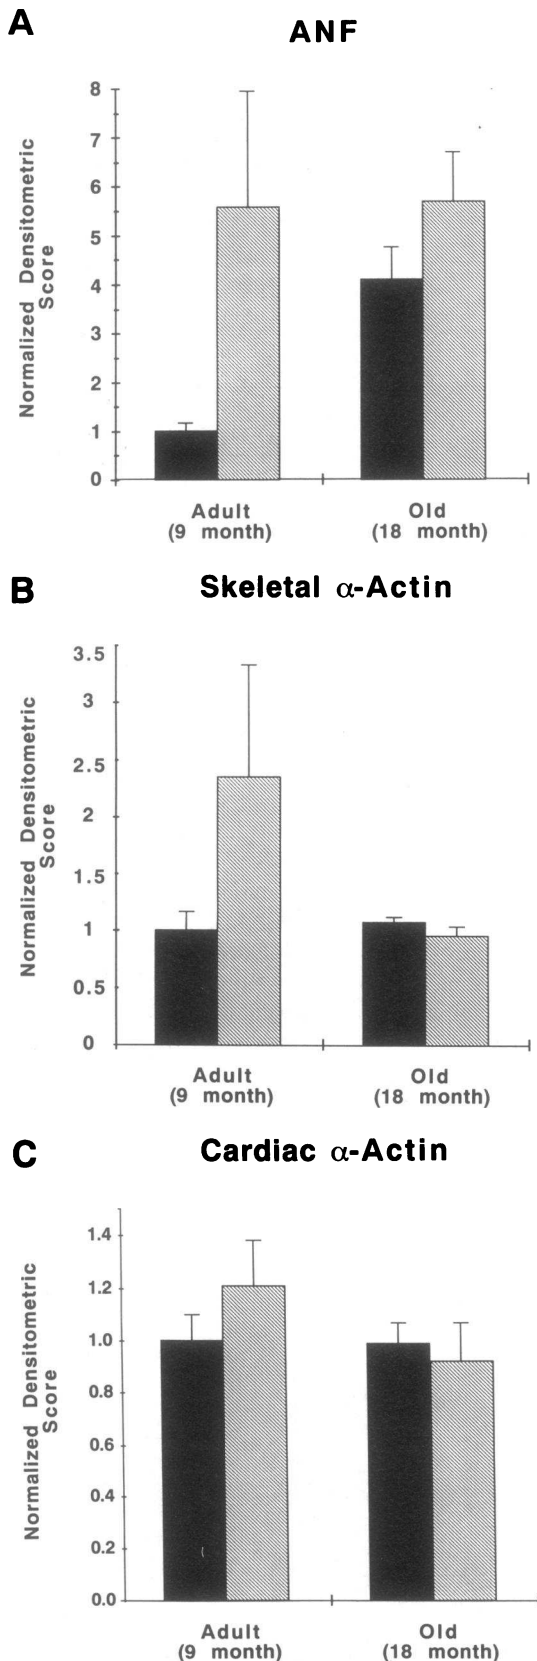 A
ANF
8
7
6
5
4
3
2
1
0
Normalized Densitometric
Score
Adult
(9 month)
Old
(18 month)
B
Skeletal α-Actin
3.5
3
2.5
2
1.5
1
0.5
0
Normalized Densitometric
Score
Adult
(9 month)
Old
(18 month)
C
Cardiac α-Actin
1.4
1.2
1.0
0.8
0.6
0.4
0.2
0.0
Normalized Densitometric
Score
Adult
(9 month)
Old
(18 month)